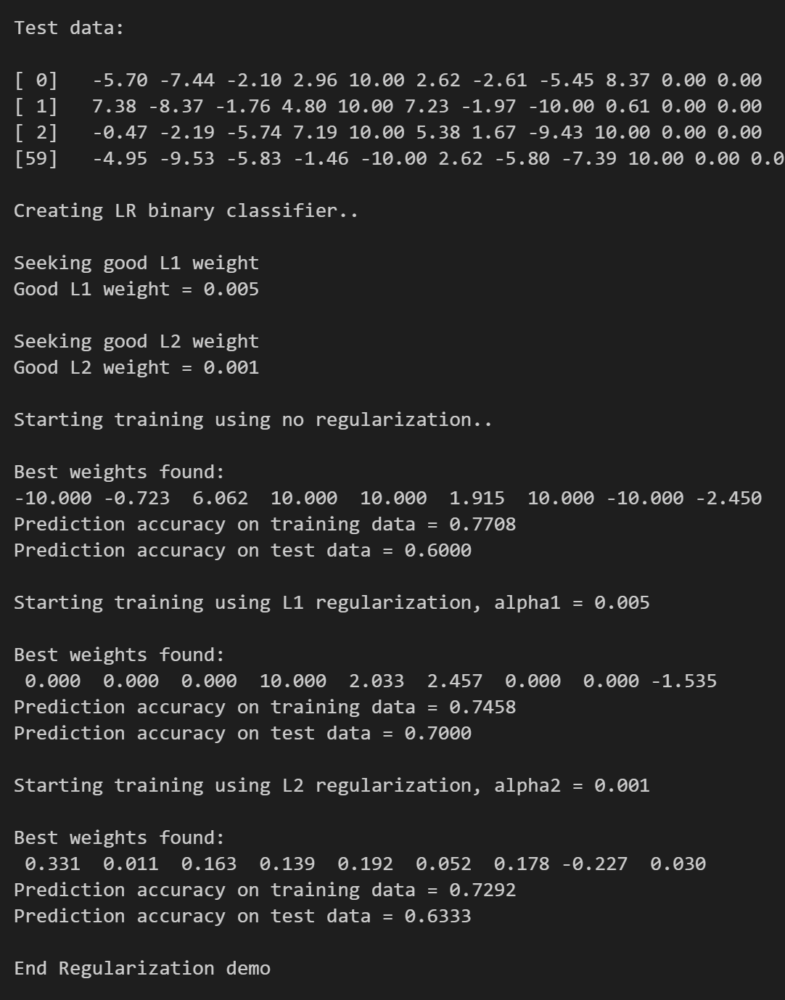 Test data:
[ 0]   -5.70 -7.44 -2.10 2.96 10.00 2.62 -2.61 -5.45 8.37 0.00 0.00
[ 1]   7.38 -8.37 -1.76 4.80 10.00 7.23 -1.97 -10.00 0.61 0.00 0.00
[ 2]   -0.47 -2.19 -5.74 7.19 10.00 5.38 1.67 -9.43 10.00 0.00 0.00
[59]   -4.95 -9.53 -5.83 -1.46 -10.00 2.62 -5.80 -7.39 10.00 0.00 0.0
Creating LR binary classifier..
Seeking good L1 weight
Good L1 weight = 0.005
Seeking good L2 weight
Good L2 weight = 0.001
Starting training using no regularization..
Best weights found:
-10.000 -0.723  6.062  10.000  10.000  1.915  10.000 -10.000 -2.450
Prediction accuracy on training data = 0.7708
Prediction accuracy on test data = 0.6000
Starting training using L1 regularization, alpha1 = 0.005
Best weights found:
 0.000  0.000  0.000  10.000  2.033  2.457  0.000  0.000 -1.535
Prediction accuracy on training data = 0.7458
Prediction accuracy on test data = 0.7000
Starting training using L2 regularization, alpha2 = 0.001
Best weights found:
 0.331  0.011  0.163  0.139  0.192  0.052  0.178 -0.227  0.030
Prediction accuracy on training data = 0.7292
Prediction accuracy on test data = 0.6333
End Regularization demo